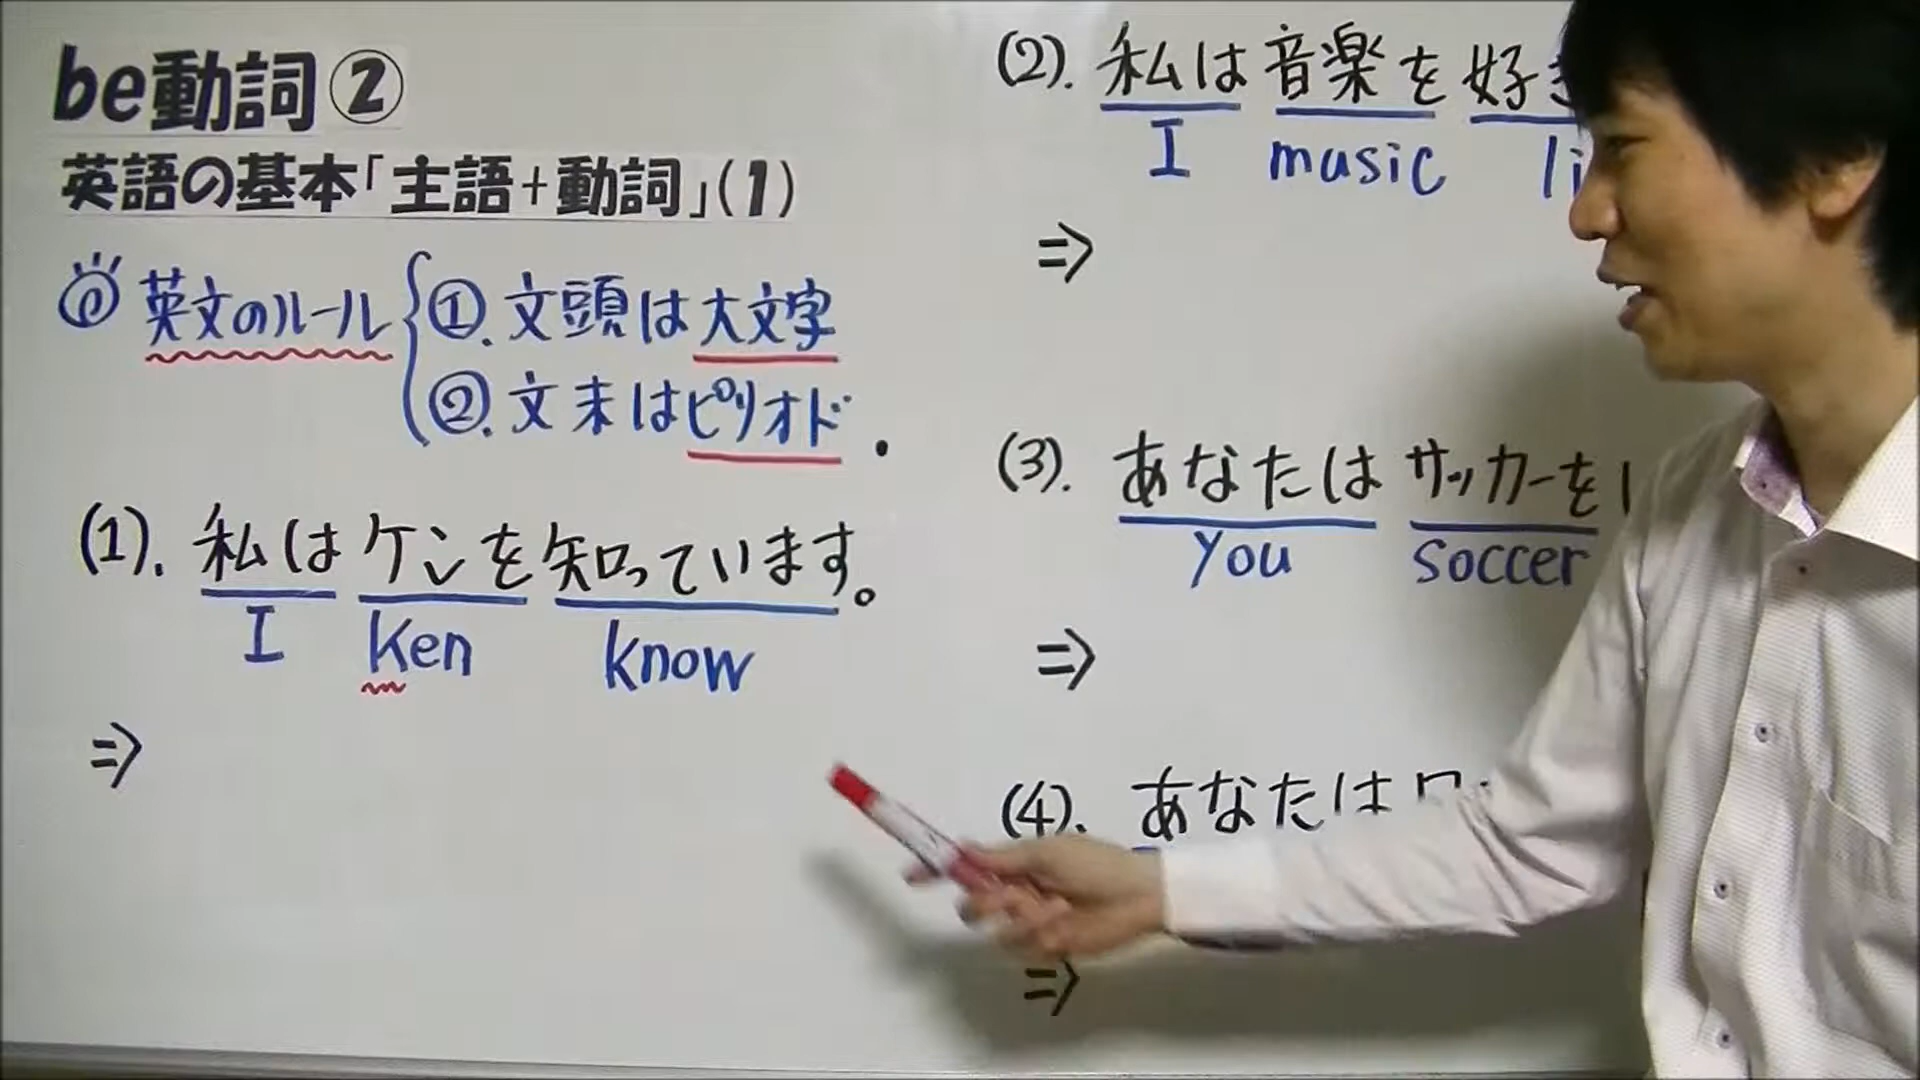 be動詞②
英語の基本「主語+動詞」(1)
英文のルール
①. 文頭は大文字
②. 文末はピリオド .
(1). 私はケンを知っています。
I Ken know
⇒
(2). 私は音楽を好き
I music li
⇒
(3). あなたはサッカーをし
you soccer
⇒
(4). あなたは
⇒